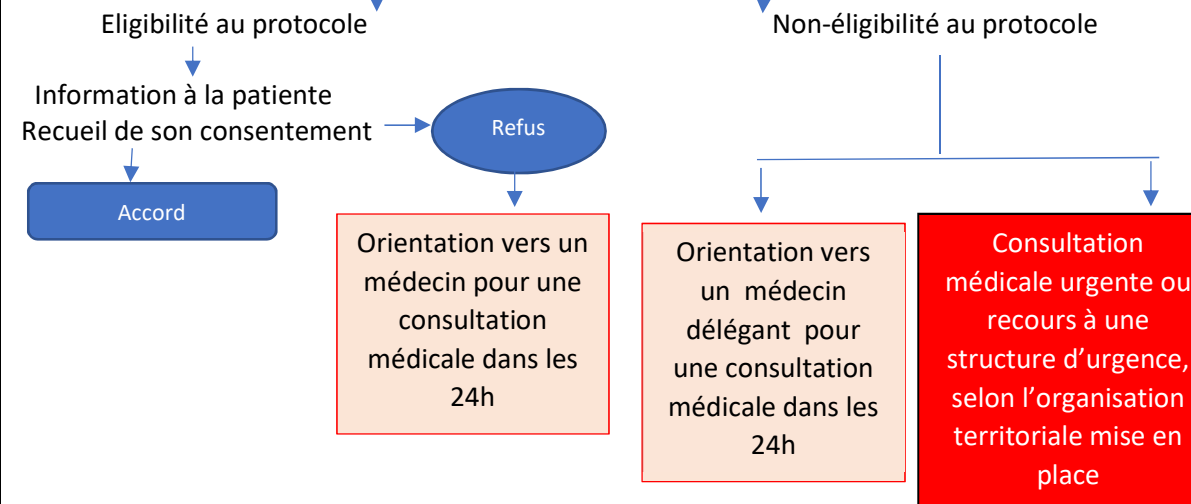 Eligibilité au protocole
Non-éligibilité au protocole
Information à la patiente
Recueil de son consentement
Refus
Accord
Orientation vers un
médecin pour une
consultation
médicale dans les
24h
Orientation vers
un médecin
délégant pour
une consultation
médicale dans les
24h
Consultation
médicale urgente ou
recours à une
structure d’urgence,
selon l’organisation
territoriale mise en
place